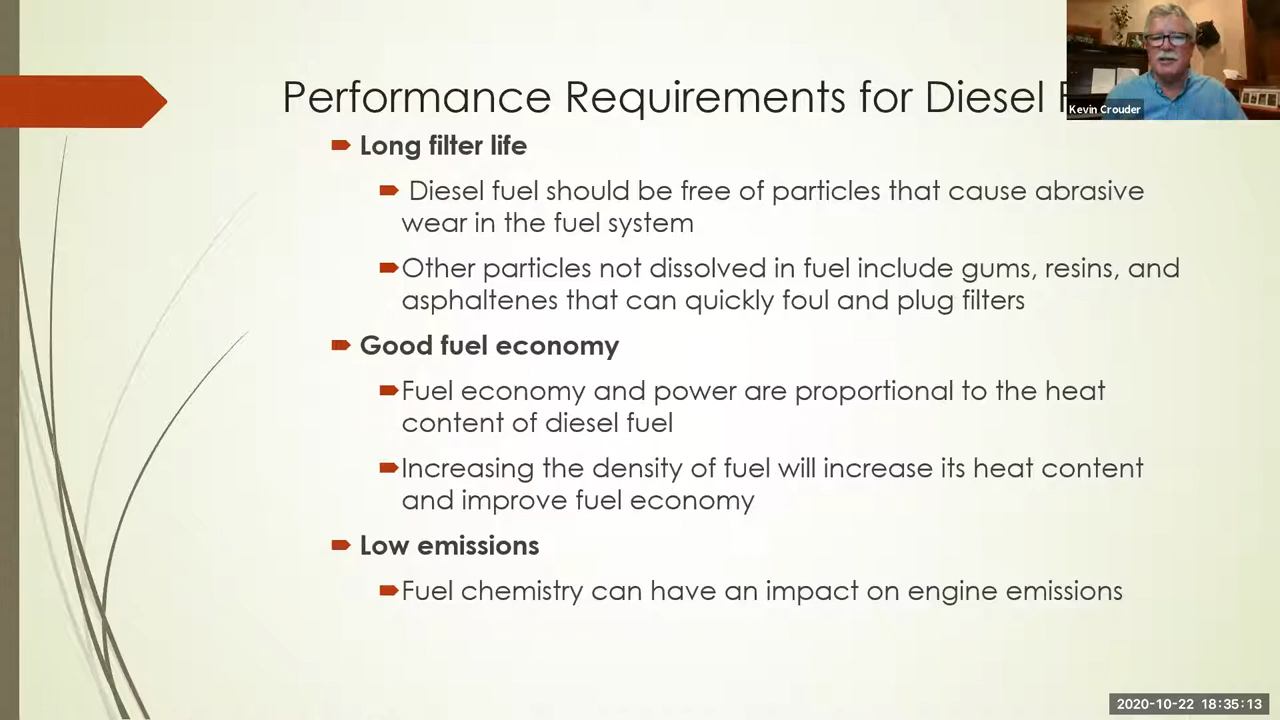 Performance Requirements for Diesel
Kevin Crouder
Long filter life
Diesel fuel should be free of particles that cause abrasive
wear in the fuel system
Other particles not dissolved in fuel include gums, resins, and
asphaltenes that can quickly foul and plug filters
Good fuel economy
Fuel economy and power are proportional to the heat
content of diesel fuel
Increasing the density of fuel will increase its heat content
and improve fuel economy
Low emissions
Fuel chemistry can have an impact on engine emissions
2020-10-22 18:35:13